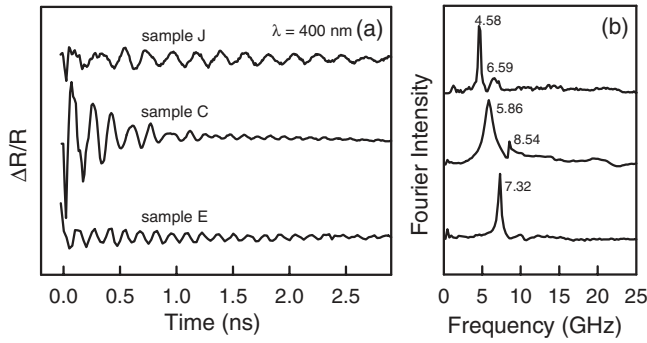 (a)
λ = 400 nm
sample J
sample C
sample E
ΔR/R
0.0 0.5 1.0 1.5 2.0 2.5
Time (ns)
(b)
4.58
6.59
5.86
8.54
7.32
Fourier Intensity
0 5 10 15 20 25
Frequency (GHz)